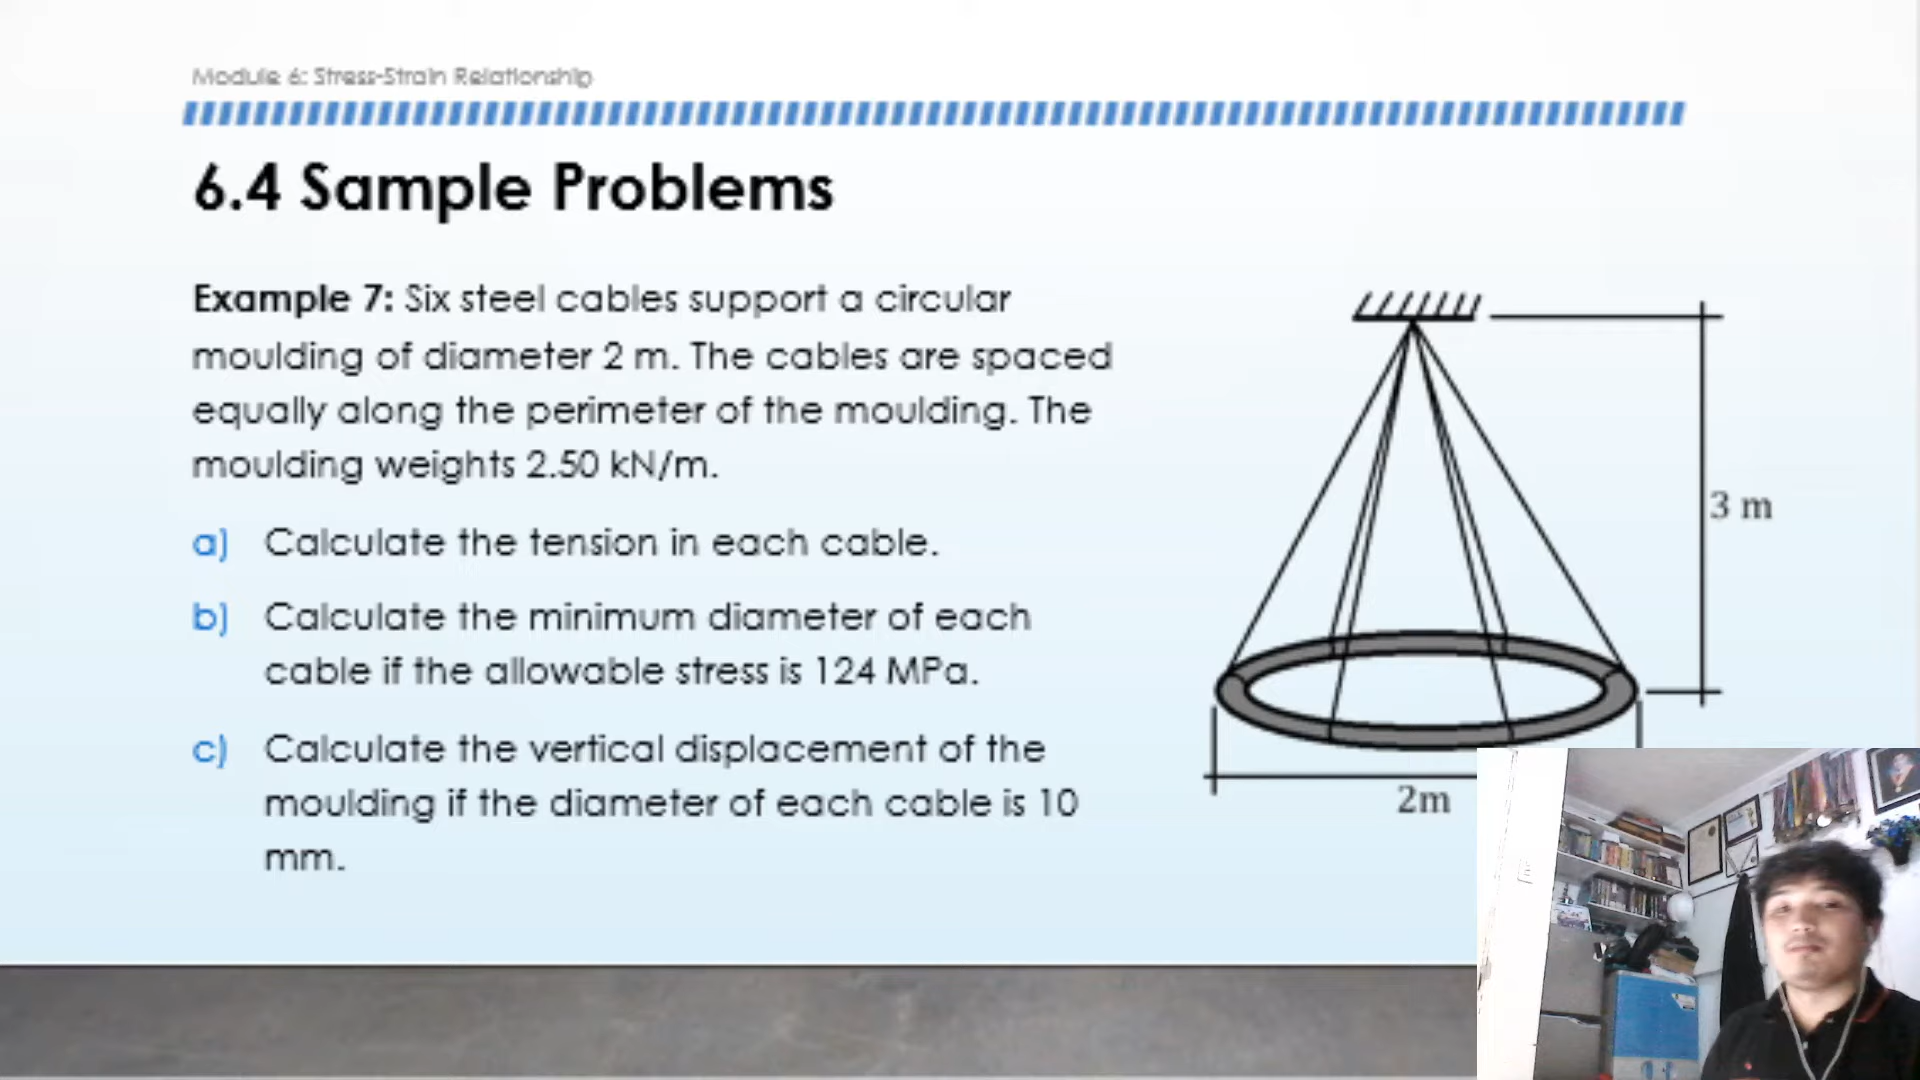 Module 6: Stress-Strain Relationship
6.4 Sample Problems
Example 7: Six steel cables support a circular
moulding of diameter 2 m. The cables are spaced
equally along the perimeter of the moulding. The
moulding weights 2.50 kN/m.
a) Calculate the tension in each cable.
b) Calculate the minimum diameter of each
cable if the allowable stress is 124 MPa.
c) Calculate the vertical displacement of the
moulding if the diameter of each cable is 10
mm.
3 m
2m